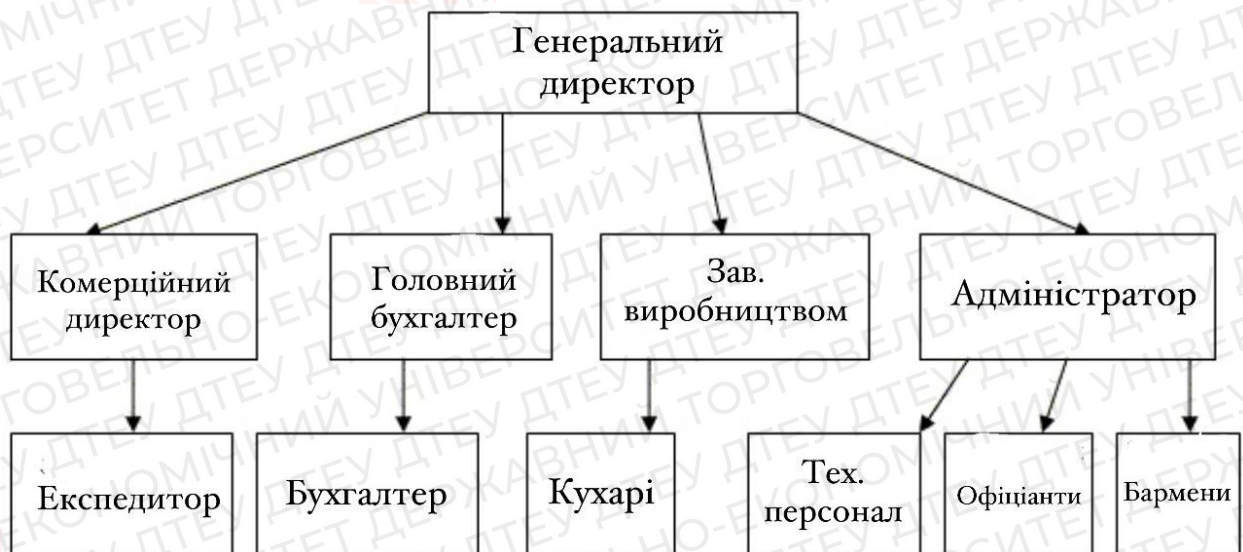 Генеральний
директор
Комерційний
директор
Головний
бухгалтер
Зав.
виробництвом
Адміністратор
Експедитор
Бухгалтер
Кухарі
Тех.
персонал
Офіціанти
Бармени